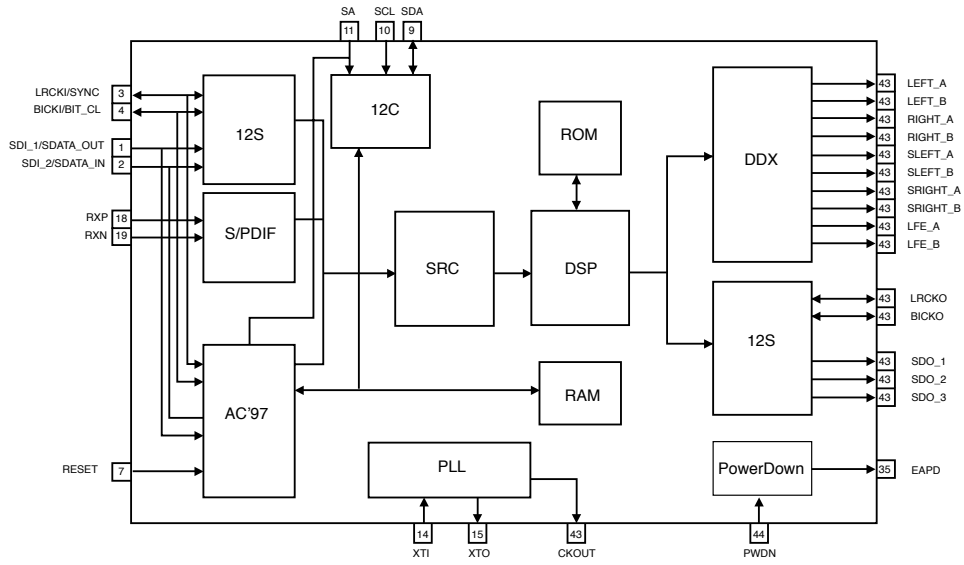 SA SCL SDA
11 10 9
LRCKI/SYNC 3
BICKI/BIT_CL 4
SDI_1/SDATA_OUT 1
SDI_2/SDATA_IN 2
RXP 18
RXN 19
RESET 7
12S
12C
S/PDIF
AC'97
SRC
ROM
DSP
RAM
PLL
DDX
12S
PowerDown
43 LEFT_A
43 LEFT_B
43 RIGHT_A
43 RIGHT_B
43 SLEFT_A
43 SLEFT_B
43 SRIGHT_A
43 SRIGHT_B
43 LFE_A
43 LFE_B
43 LRCKO
43 BICKO
43 SDO_1
43 SDO_2
43 SDO_3
35 EAPD
14 15 43 44
XTI XTO CKOUT PWDN